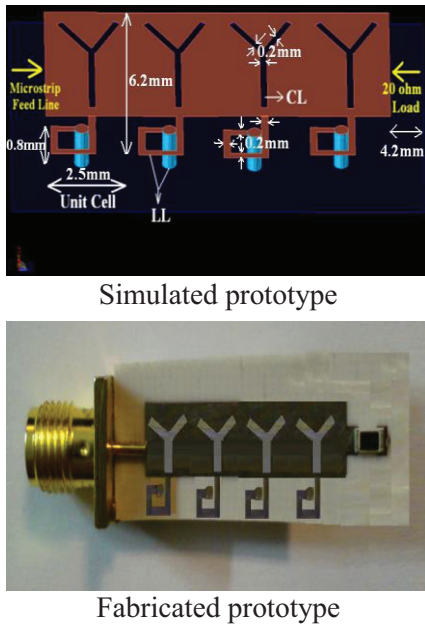 0.2mm
6.2mm
Microstrip
Feed Line
20 ohm
Load
CL
0.8mm
0.2mm
4.2mm
2.5mm
Unit Cell
LL
Simulated prototype
Fabricated prototype